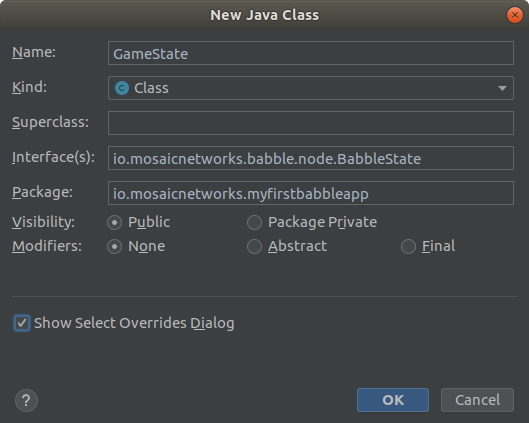 New Java Class
Name: GameState
Kind: C Class
Superclass:
Interface(s): io.mosaicnetworks.babble.node.BabbleState
Package: io.mosaicnetworks.myfirstbabbleapp
Visibility: Public Package Private
Modifiers: None Abstract Final
Show Select Overrides Dialog
? OK Cancel